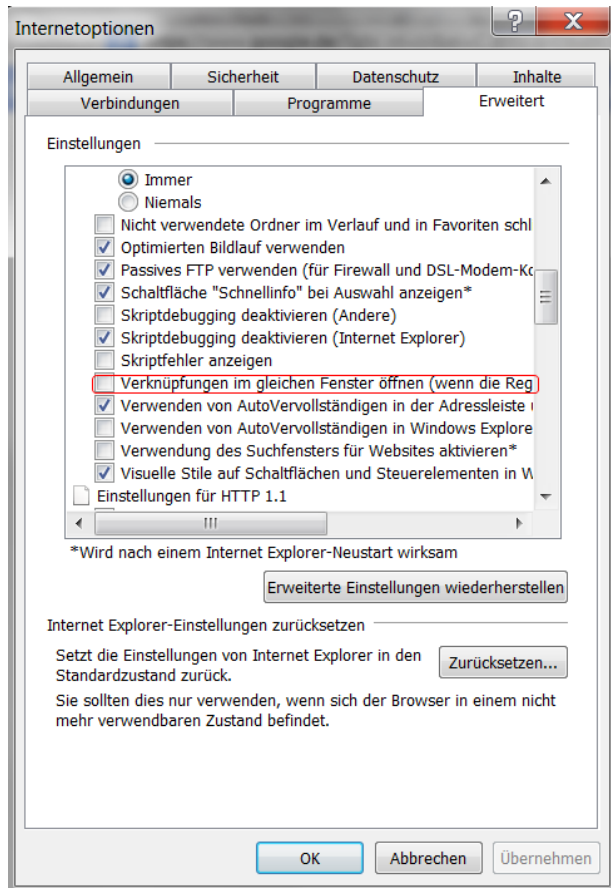 Internetoptionen
Allgemein Sicherheit Datenschutz Inhalte
Verbindungen Programme Erweitert
Einstellungen
Immer
Niemals
Nicht verwendete Ordner im Verlauf und in Favoriten schl
Optimierten Bildlauf verwenden
Passives FTP verwenden (für Firewall und DSL-Modem-Ko
Schaltfläche "Schnellinfo" bei Auswahl anzeigen*
Skriptdebugging deaktivieren (Andere)
Skriptdebugging deaktivieren (Internet Explorer)
Skriptfehler anzeigen
Verknüpfungen im gleichen Fenster öffnen (wenn die Reg
Verwenden von AutoVervollständigen in der Adressleiste
Verwenden von AutoVervollständigen in Windows Explore
Verwendung des Suchfensters für Websites aktivieren*
Visuelle Stile auf Schaltflächen und Steuerelementen in W
Einstellungen für HTTP 1.1
*Wird nach einem Internet Explorer-Neustart wirksam
Erweiterte Einstellungen wiederherstellen
Internet Explorer-Einstellungen zurücksetzen
Setzt die Einstellungen von Internet Explorer in den
Standardzustand zurück.
Zurücksetzen...
Sie sollten dies nur verwenden, wenn sich der Browser in einem nicht
mehr verwendbaren Zustand befindet.
OK Abbrechen Übernehmen